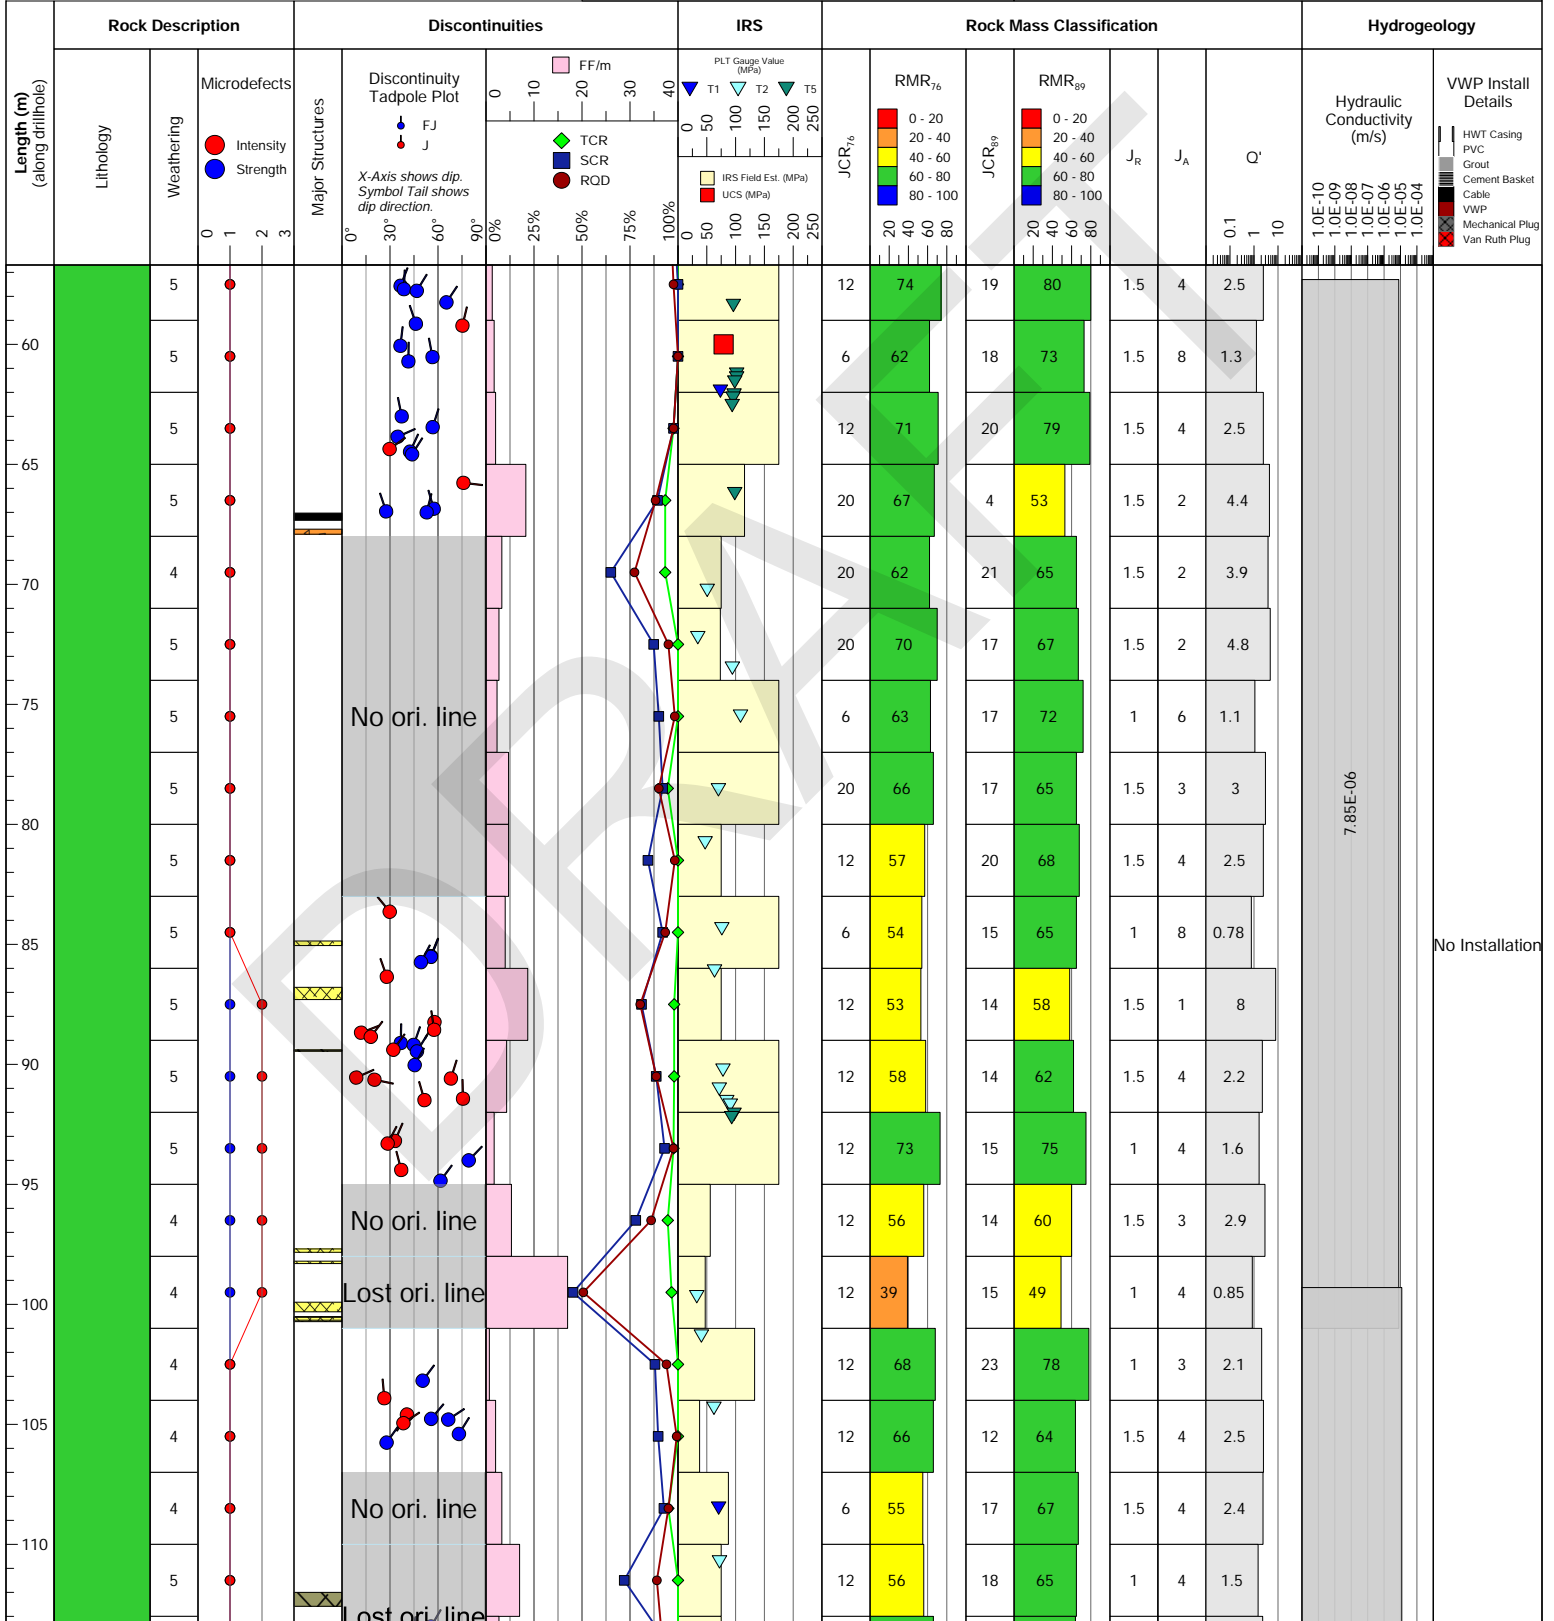 Rock Description Discontinuities IRS Rock Mass Classification Hydrogeology
Length (m)
(along drillhole)
Lithology
Weathering
Microdefects
Intensity
Strength
0 1 2 3
Major Structures
Discontinuity
Tadpole Plot
FJ
J
X-Axis shows dip.
Symbol Tail shows
dip direction.
0° 30° 60° 90°
FF/m
0 10 20 30 40
TCR
SCR
RQD
0% 25% 50% 75% 100%
PLT Gauge Value
(MPa)
T1 T2 T5
0 50 100 150 200 250
IRS Field Est. (MPa)
UCS (MPa)
0 50 100 150 200 250
JCR76
RMR76
0 - 20
20 - 40
40 - 60
60 - 80
80 - 100
20 40 60 80
JCR89
RMR89
0 - 20
20 - 40
40 - 60
60 - 80
80 - 100
20 40 60 80
JR
JA
Q'
0.1 1 10
Hydraulic
Conductivity
(m/s)
1.0E-10 1.0E-09 1.0E-08 1.0E-07 1.0E-06 1.0E-05 1.0E-04
VWP Install
Details
HWT Casing
PVC
Grout
Cement Basket
Cable
VWP
Mechanical Plug
Van Ruth Plug
5 12 74 19 80 1.5 4 2.5
60 5 6 62 18 73 1.5 8 1.3
5 12 71 20 79 1.5 4 2.5
65
5 20 67 4 53 1.5 2 4.4
4 20 62 21 65 1.5 2 3.9
70
5 20 70 17 67 1.5 2 4.8
75 5 No ori. line 6 63 17 72 1 6 1.1
5 20 66 17 65 1.5 3 3
7.85E-06
80
5 12 57 20 68 1.5 4 2.5
5 6 54 15 65 1 8 0.78
85 No Installation
5 12 53 14 58 1.5 1 8
90 5 12 58 14 62 1.5 4 2.2
5 12 73 15 75 1 4 1.6
95
4 No ori. line 12 56 14 60 1.5 3 2.9
4 Lost ori. line 12 39 15 49 1 4 0.85
100
4 12 68 23 78 1 3 2.1
105 4 12 66 12 64 1.5 4 2.5
4 No ori. line 6 55 17 67 1.5 4 2.4
110
5 12 56 18 65 1 4 1.5
Lost ori. line
DRAFT